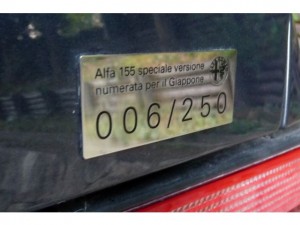 Alfa 155 speciale versione
numerata per il Giappone
006/250